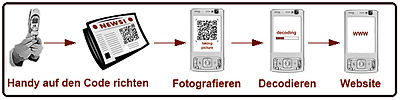 NEWS!
taking
picture
decoding
www
Handy auf den Code richten
Fotografieren
Decodieren
Website